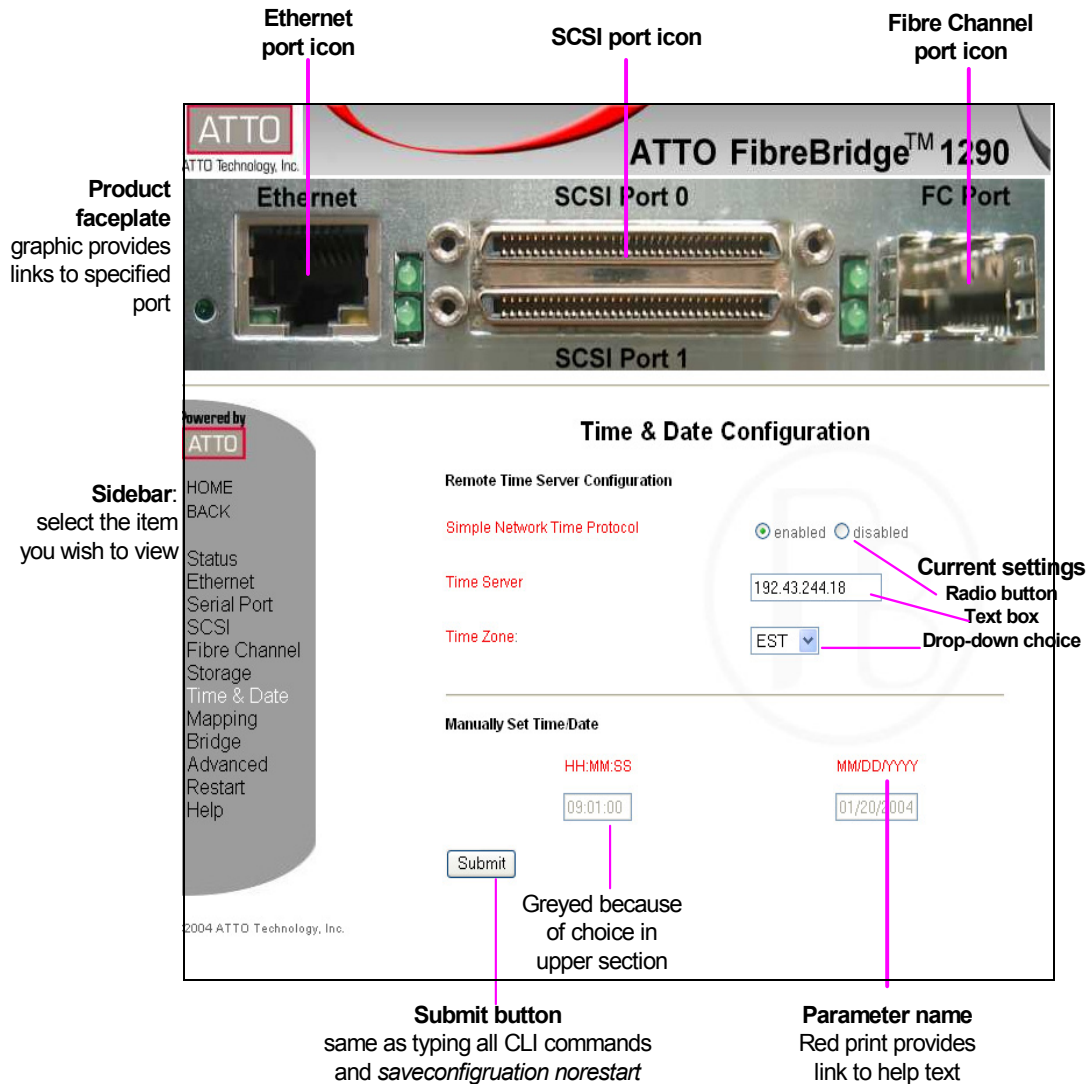 Ethernet
port icon
SCSI port icon
Fibre Channel
port icon
ATTO
ATTO Technology, Inc.
ATTO FibreBridge™ 1290
Product
faceplate
graphic provides
links to specified
port
Ethernet
SCSI Port 0
FC Port
SCSI Port 1
Powered by
ATTO
Sidebar:
select the item
you wish to view
HOME
BACK
Status
Ethernet
Serial Port
SCSI
Fibre Channel
Storage
Time & Date
Mapping
Bridge
Advanced
Restart
Help
2004 ATTO Technology, Inc.
Time & Date Configuration
Remote Time Server Configuration
Simple Network Time Protocol
enabled disabled
Time Server
192.43.244.18
Time Zone:
EST
Current settings
Radio button
Text box
Drop-down choice
Manually Set Time/Date
HH:MM:SS
MM/DD/YYYY
09:01:00
01/20/2004
Submit
Greyed because
of choice in
upper section
Submit button
same as typing all CLI commands
and saveconfigruation norestart
Parameter name
Red print provides
link to help text